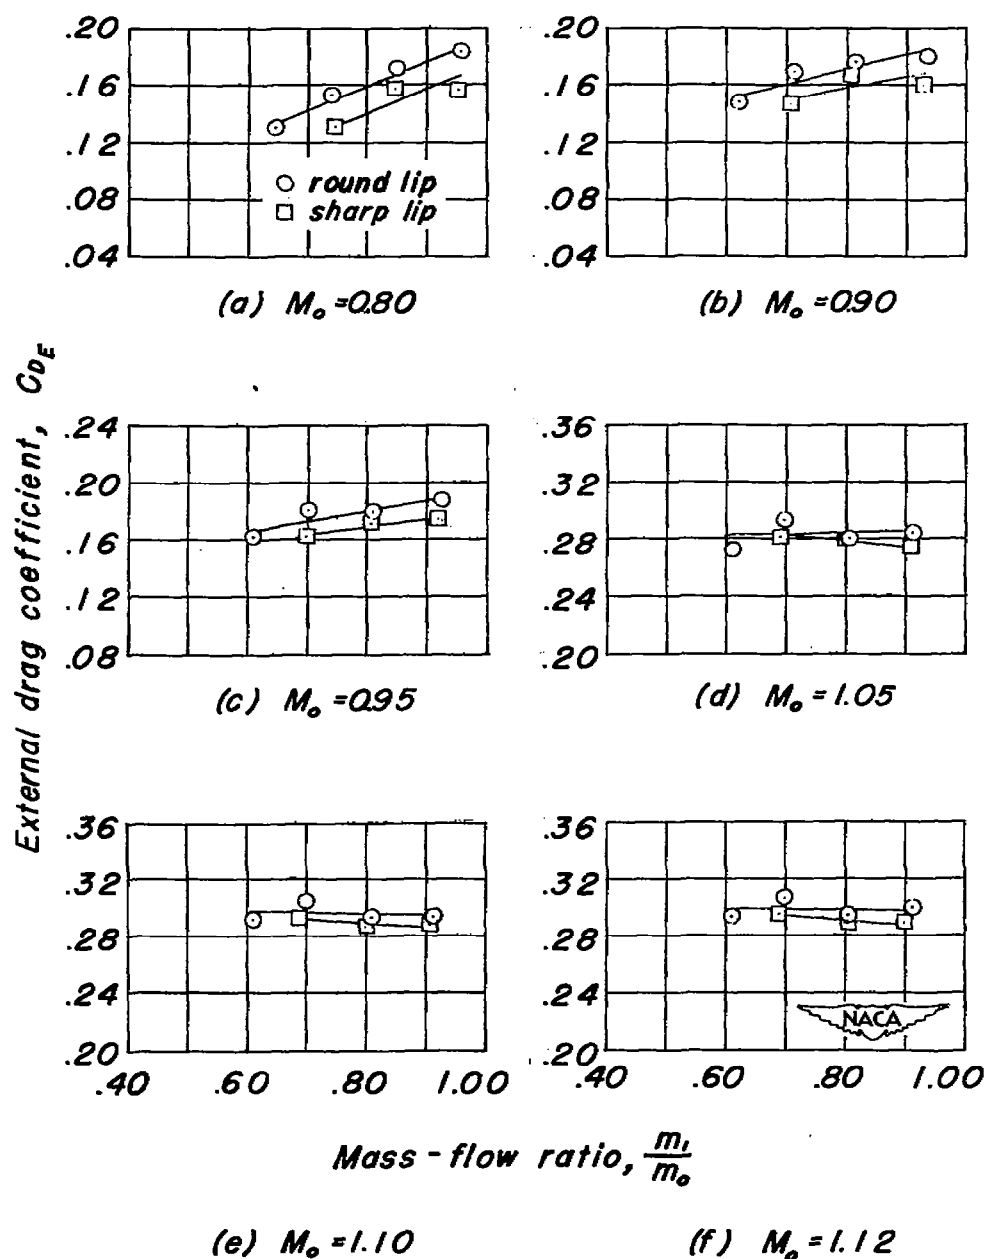 External drag coefficient, C_{D_E}
.20
.16
.12
.08
.04
○ round lip
□ sharp lip
(a) M₀ =0.80
.20
.16
.12
.08
.04
(b) M₀ =0.90
.24
.20
.16
.12
.08
(c) M₀ =0.95
.36
.32
.28
.24
.20
(d) M₀ =1.05
.36
.32
.28
.24
.20
.40 .60 .80 1.00
.36
.32
.28
.24
.20
NACA
.40 .60 .80 1.00
Mass-flow ratio, m₁/m₀
(e) M₀ =1.10
(f) M₀ =1.12